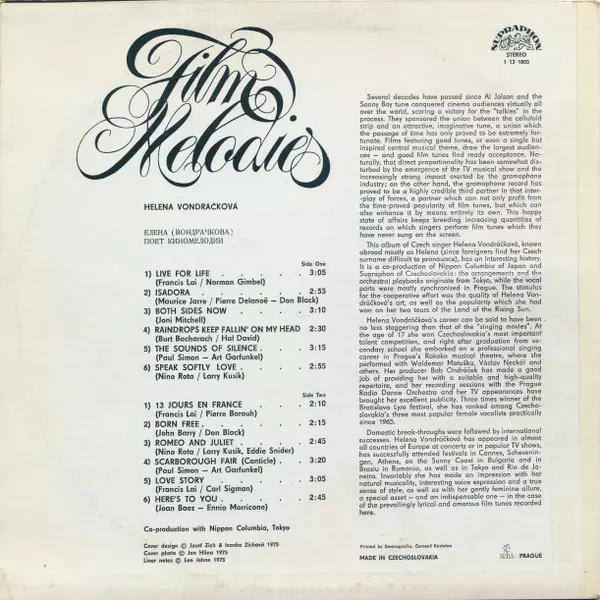 Film
Melodies
SUPRAPHON
STEREO
1 13 1805
HELENA VONDRÁČKOVÁ
ЕЛЕНА (ВОНДРАЧКОВА)
ПОЕТ КИНОМЕЛОДИИ
Side One
1) LIVE FOR LIFE . . . . . . . 3:05
(Francis Lai / Norman Gimbel)
2) ISADORA . . . . . . . . 2:55
(Maurice Jarre / Pierre Delanoë — Don Black)
3) BOTH SIDES NOW . . . . . . 3:10
(Joni Mitchell)
4) RAINDROPS KEEP FALLIN' ON MY HEAD 2:30
(Burt Bacharach / Hal David)
5) THE SOUNDS OF SILENCE . . . . 3:15
(Paul Simon — Art Garfunkel)
6) SPEAK SOFTLY LOVE . . . . . 2:55
(Nino Rota / Larry Kusik)
Side Two
1) 13 JOURS EN FRANCE . . . . . 2:10
(Francis Lai / Pierre Barouh)
2) BORN FREE . . . . . . . . 2:15
(John Barry / Don Black)
3) ROMEO AND JULIET . . . . . 2:45
(Nino Rota / Larry Kusik, Eddie Snider)
4) SCARBOROUGH FAIR (Canticle) . . . 3:20
(Paul Simon — Art Garfunkel)
5) LOVE STORY . . . . . . . 3:05
(Francis Lai / Carl Sigman)
6) HERE'S TO YOU . . . . . . . 2:45
(Joan Baez — Ennio Morricone)
Co-production with Nippon Columbia, Tokyo
Cover design © Josef Zich & Ivanka Zichová 1975
Cover photo © Jan Hlína 1975
Liner notes © Leo Jehne 1975
Several decades have passed since Al Jolson and the
Sonny Boy tune conquered cinema audiences virtually all
over the world, scoring a victory for the "talkies" in the
process. They sponsored the union between the celluloid
strip and an attractive, imaginative tune, a union which
the passage of time has only proved to be extremely for-
tunate. Films featuring good tunes, or even a single but
inspired central musical theme, draw the largest audien-
ces — and good film tunes find ready acceptance. Na-
turally, that direct proportionality has been somewhat dis-
turbed by the emergence of the TV musical show and the
increasingly strong impact exerted by the gramophone
industry; on the other hand, the gramophone record has
proved to be a highly credible third partner in that inter-
play of forces, a partner which can not only profit from
the time-proved popularity of film tunes, but which can
also enhance it by means entirely its own. This happy
state of affairs keeps breeding increasing quantities of
records on which singers perform film tunes which they
have never sung on the screen.
This album of Czech singer Helena Vondráčková, known
abroad mostly as Helena (since foreigners find her Czech
surname difficult to pronounce), has an interesting history.
It is a co-production of Nippon Columbia of Japan and
Supraphon of Czechoslovakia: the arrangements and the
orchestral playbacks originate from Tokyo, while the vocal
parts were mostly synchronized in Prague. The stimulus
for the cooperative effort was the quality of Helena Von-
dráčková's art, as well as the popularity which she had
won on her two tours of the Land of the Rising Sun.
Helena Vondráčková's career can be said to have been
no less staggering than that of the "singing movies". At
the age of 17 she won Czechoslovakia's most important
talent competition, and right after graduation from se-
condary school she embarked on a professional singing
career in Prague's Rokoko musical theatre, where she
performed with Waldemar Matuška, Václav Neckář and
others. Her producer Bob Ondráček has made a good
job of providing her with a suitable and high-quality
repertoire, and her recording sessions with the Prague
Radio Dance Orchestra and her TV appearances have
brought her excellent publicity. Three times winner of the
Bratislava Lyre festival, she has ranked among Czecho-
slovakia's three most popular female vocalists practically
since 1965.
Domestic break-throughs were followed by international
successes. Helena Vondráčková has appeared in almost
all countries of Europe at concerts or in popular TV shows,
has succesfully attended festivals in Cannes, Schevenin-
gen, Athens, on the Sunny Coast in Bulgaria and in
Brasiu in Rumania, as well as in Tokyo and Rio de Ja-
neiro. Invariably she has made an impression with her
natural musicality, interesting voice expression and a true
sense of style, as well as with her gently feminine allure,
a special asset — and an indispensable one — in the case
of the prevailingly lyrical and amorous film tunes recorded
here.
Printed by Severografia, Červený Kostelec
MADE IN CZECHOSLOVAKIA
ARTIA
PRAGUE